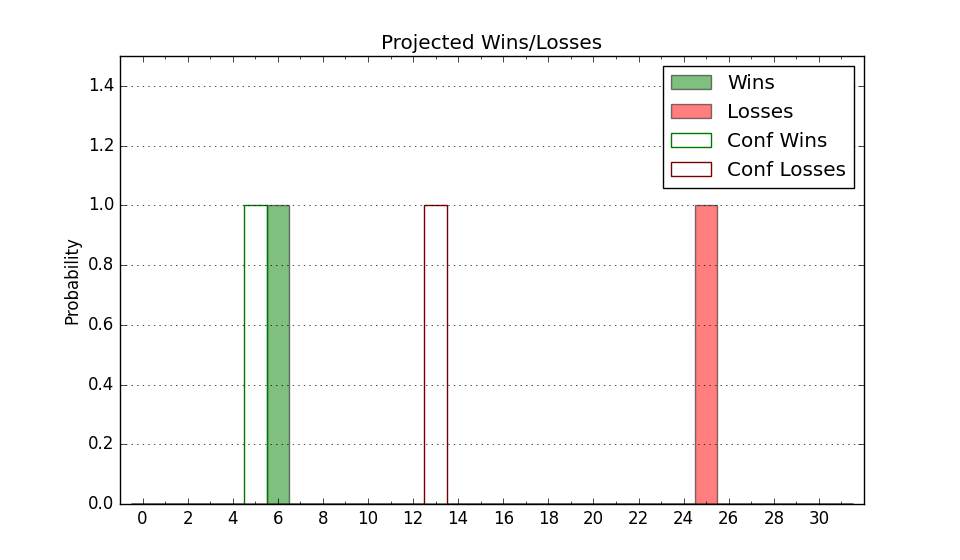 Projected Wins/Losses
Wins
Losses
Conf Wins
Conf Losses
Probability
1.4
1.2
1.0
0.8
0.6
0.4
0.2
0.0
0 2 4 6 8 10 12 14 16 18 20 22 24 26 28 30